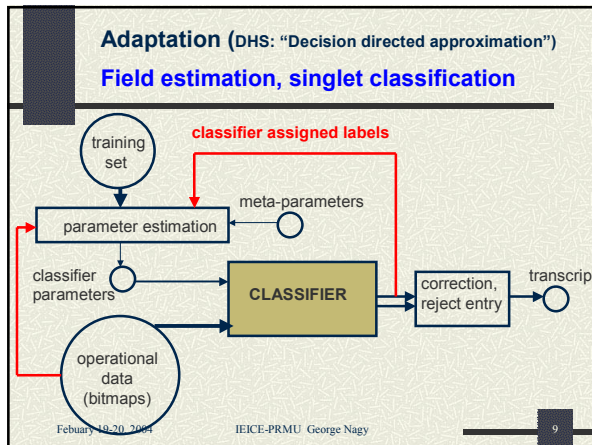 Adaptation (DHS: “Decision directed approximation”)
Field estimation, singlet classification
classifier assigned labels
training
set
meta-parameters
parameter estimation
classifier
parameters
CLASSIFIER
correction,
reject entry
transcript
operational
data
(bitmaps)
Febuary 19-20, 2004
IEICE-PRMU George Nagy
9